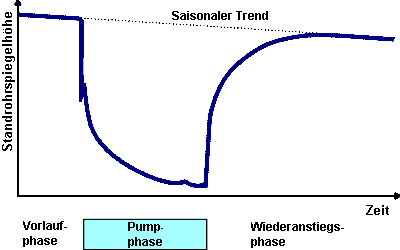 Saisonaler Trend
Standrohrspiegelhöhe
Zeit
Vorlauf-
phase
Pump-
phase
Wiederanstiegs-
phase